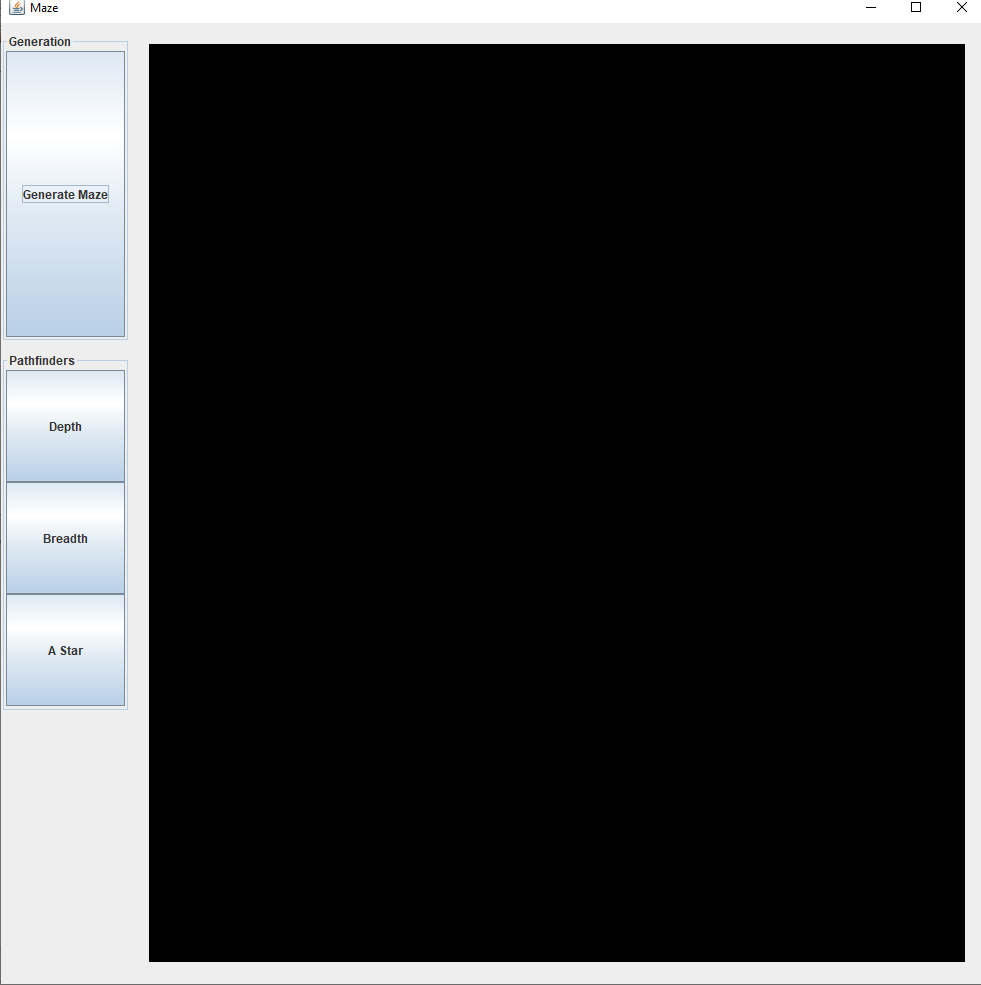 Maze
Generation
Generate Maze
Pathfinders
Depth
Breadth
A Star